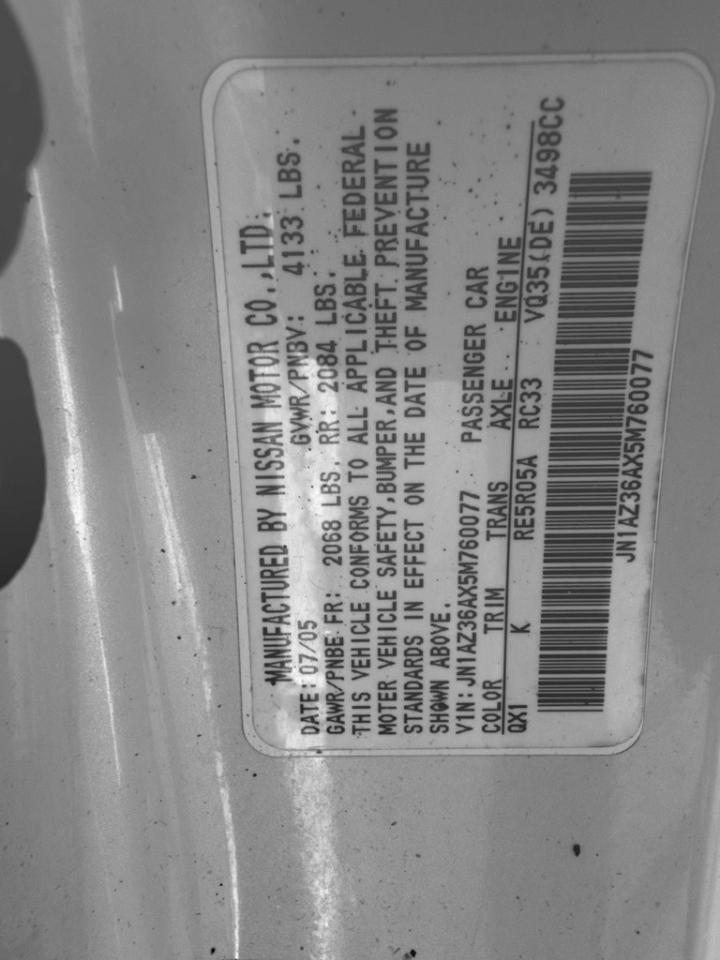 MANUFACTURED BY NISSAN MOTOR CO.,LTD.
DATE: 07/05 GVWR/PNBV: 4133 LBS.
GAWR/PNBE FR: 2068 LBS. RR: 2084 LBS.
THIS VEHICLE CONFORMS TO ALL APPLICABLE FEDERAL
MOTER VEHICLE SAFETY,BUMPER,AND THEFT PREVENTION
STANDARDS IN EFFECT ON THE DATE OF MANUFACTURE
SHOWN ABOVE.
V1N: JN1AZ36AX5M760077 PASSENGER CAR
COLOR TRIM TRANS AXLE ENG1NE
QX1 K RE5R05A RC33 VQ35(DE) 3498CC
JN1AZ36AX5M760077